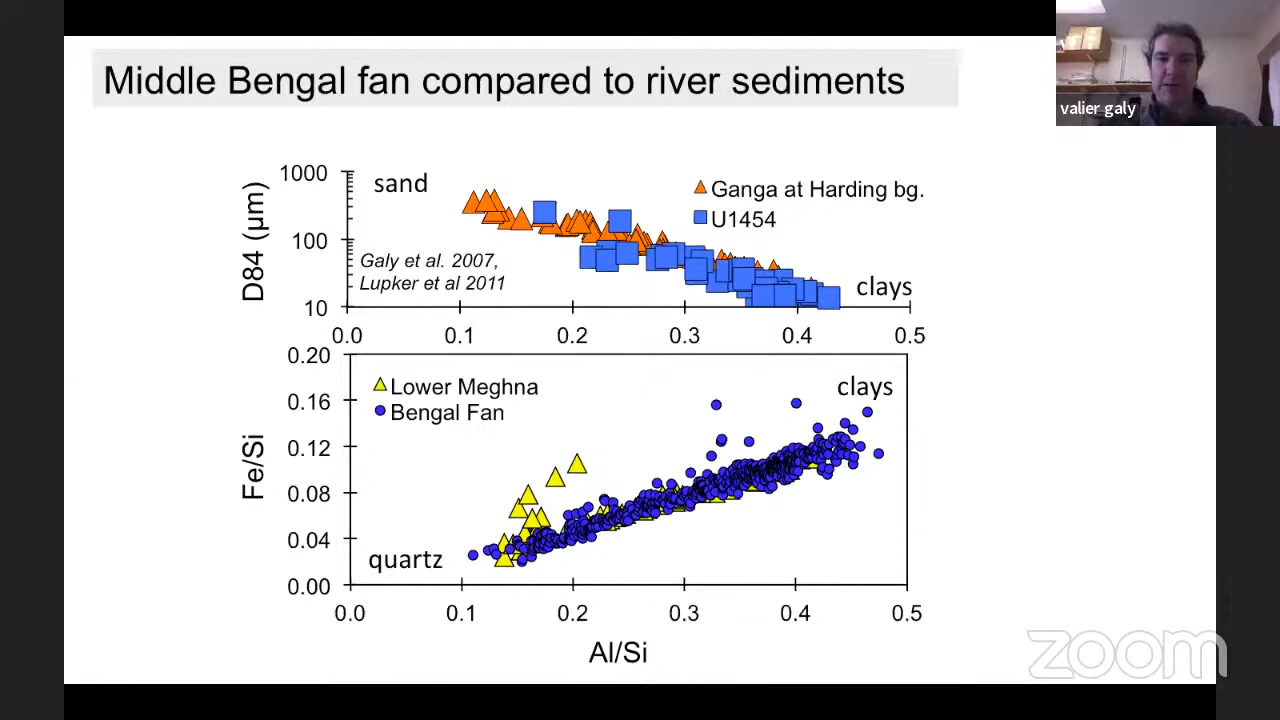 Middle Bengal fan compared to river sediments
valier galy
1000
100
10
D84 (μm)
sand
Ganga at Harding bg.
U1454
Galy et al. 2007,
Lupker et al 2011
clays
0.0 0.1 0.2 0.3 0.4 0.5
0.20
0.16
0.12
0.08
0.04
0.00
Fe/Si
Lower Meghna
Bengal Fan
clays
quartz
0.0 0.1 0.2 0.3 0.4 0.5
Al/Si
zoom